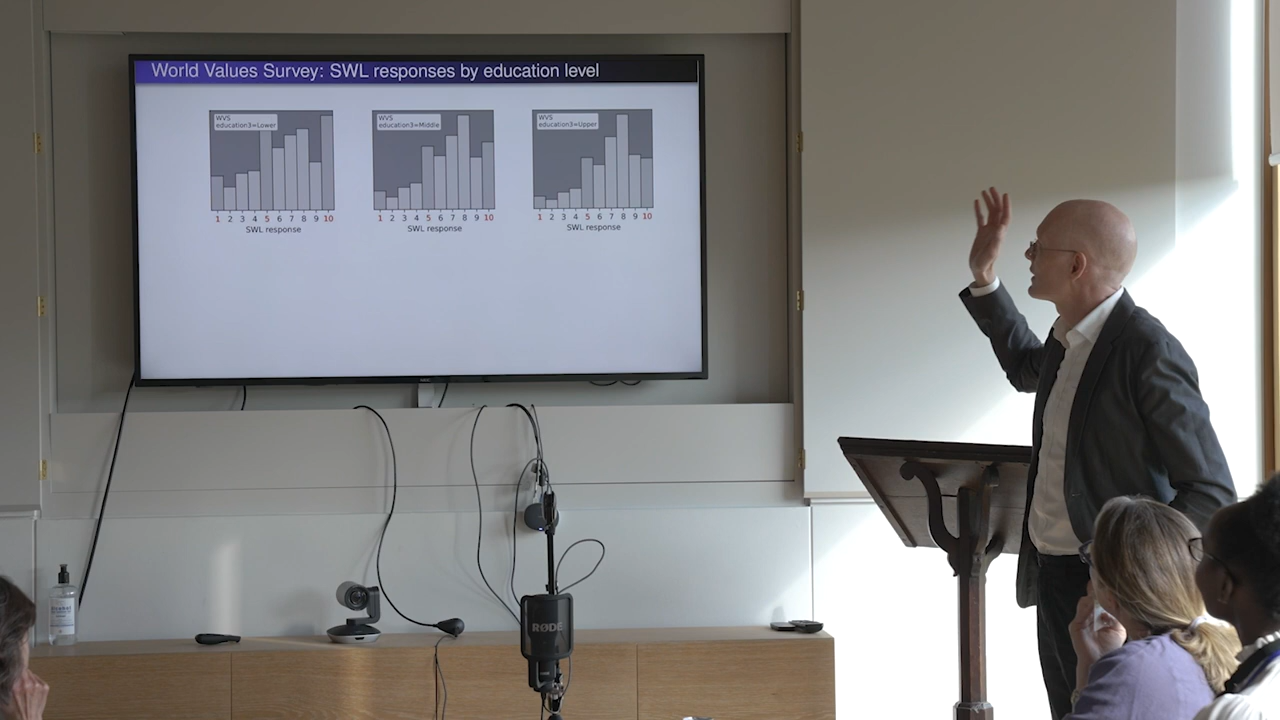 World Values Survey: SWL responses by education level
WVS
education3=Lower
1 2 3 4 5 6 7 8 9 10
SWL response
WVS
education3=Middle
1 2 3 4 5 6 7 8 9 10
SWL response
WVS
education3=Upper
1 2 3 4 5 6 7 8 9 10
SWL response
RØDE